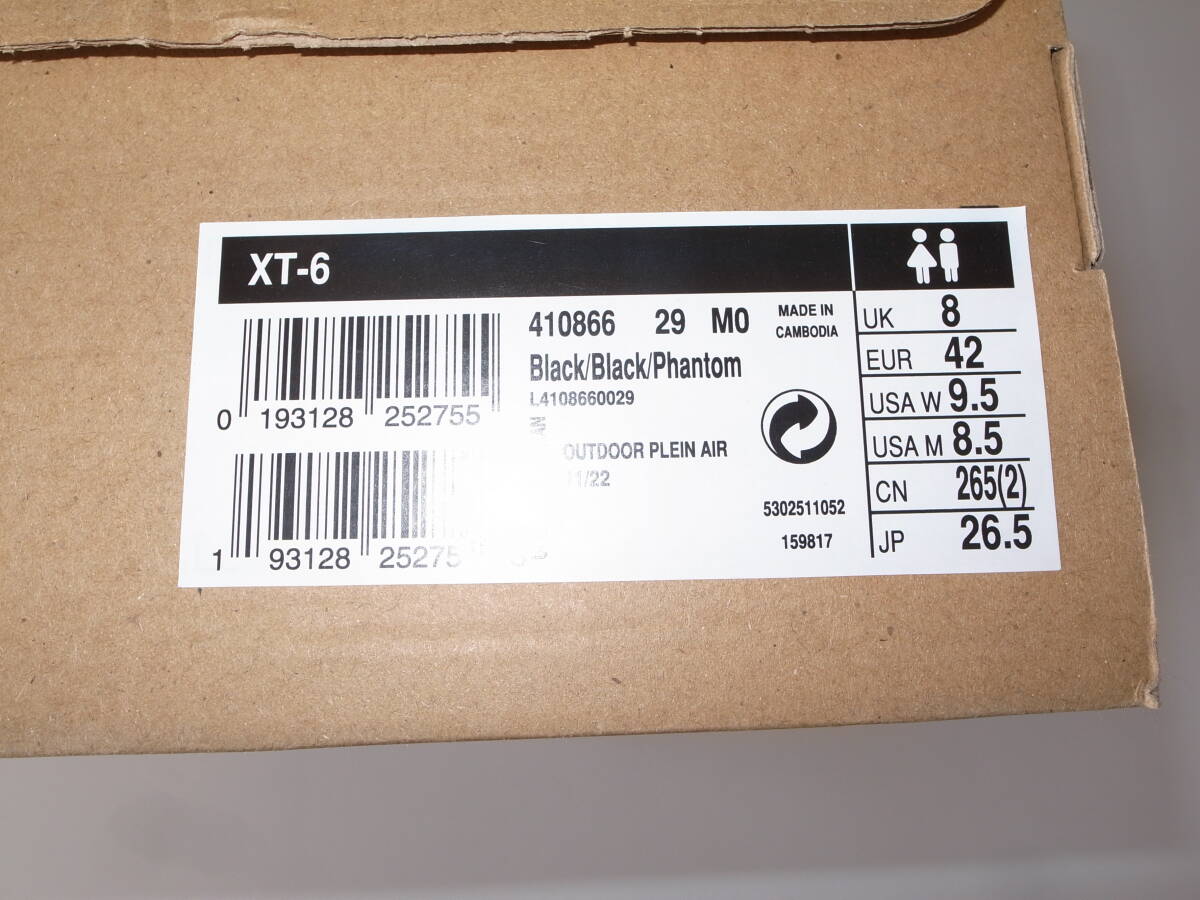 XT-6
410866 29 M0
Black/Black/Phantom
L4108660029
MADE IN
CAMBODIA
0 193128 252755
OUTDOOR PLEIN AIR
11/22
5302511052
159817
1 93128 25275
UK 8
EUR 42
USA W 9.5
USA M 8.5
CN 265(2)
JP 26.5